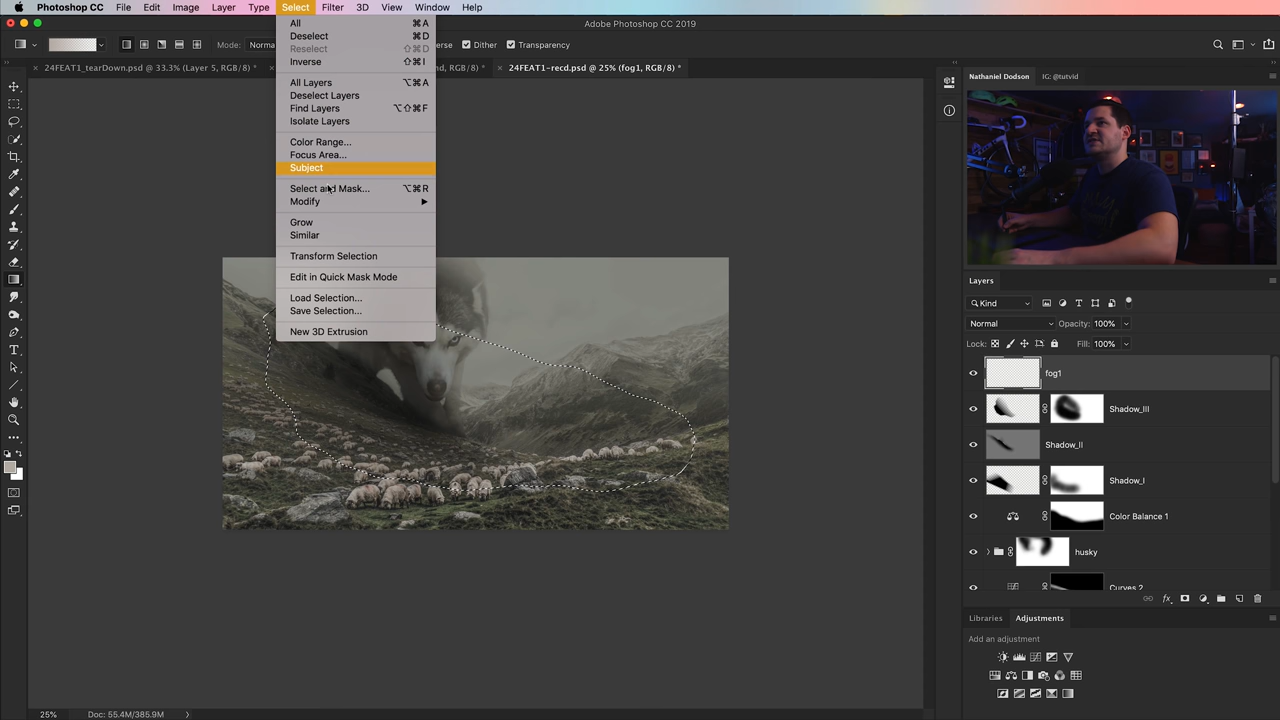 Photoshop CC File Edit Image Layer Type Select Filter 3D View Window Help
Adobe Photoshop CC 2019
Mode: Norma
Dither Transparency
24FEAT1_tearDown.psd @ 33.3% (Layer 5, RGB/8) *
nd, RGB/8) *
24FEAT1-recd.psd @ 25% (fog1, RGB/8) *
All ⌘A
Deselect ⌘D
Reselect ⇧⌘D
Inverse ⇧⌘I
All Layers ⌥⌘A
Deselect Layers
Find Layers ⌥⇧⌘F
Isolate Layers
Color Range...
Focus Area...
Subject
Select and Mask... ⌥⌘R
Modify
Grow
Similar
Transform Selection
Edit in Quick Mask Mode
Load Selection...
Save Selection...
New 3D Extrusion
Nathaniel Dodson IG: @tutvid
Layers
Kind
Normal Opacity: 100%
Lock: Fill: 100%
fog1
Shadow_III
Shadow_II
Shadow_I
Color Balance 1
husky
Curves 2
Libraries Adjustments
Add an adjustment
25% Doc: 55.4M/385.9M